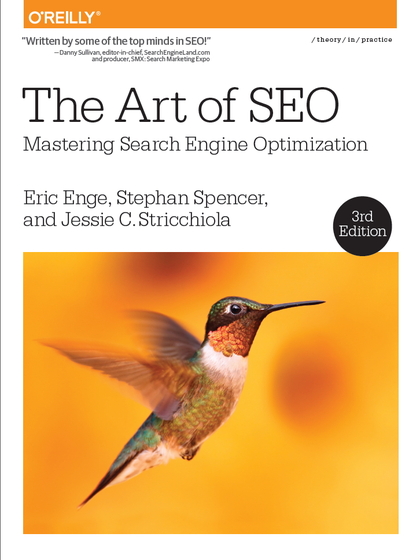 O'REILLY®
"Written by some of the top minds in SEO!"
—Danny Sullivan, editor-in-chief, SearchEngineLand.com
and producer, SMX: Search Marketing Expo
/ theory / in / practice
The Art of SEO
Mastering Search Engine Optimization
Eric Enge, Stephan Spencer,
and Jessie C. Stricchiola
3rd
Edition